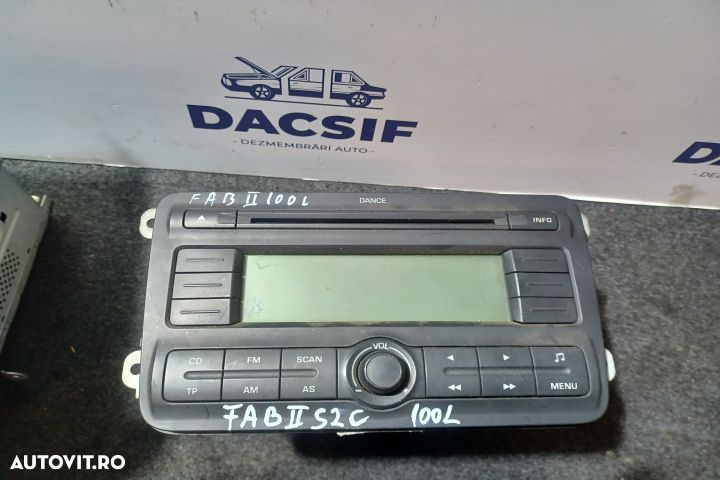 DACSIF
DEZMEMBRĂRI AUTO
DA
DEZMEM
FAB II 100L
DANCE
INFO
VOL
CD FM SCAN
TP AM AS
MENU
FAB II S2C 100L
AUTOVIT.RO